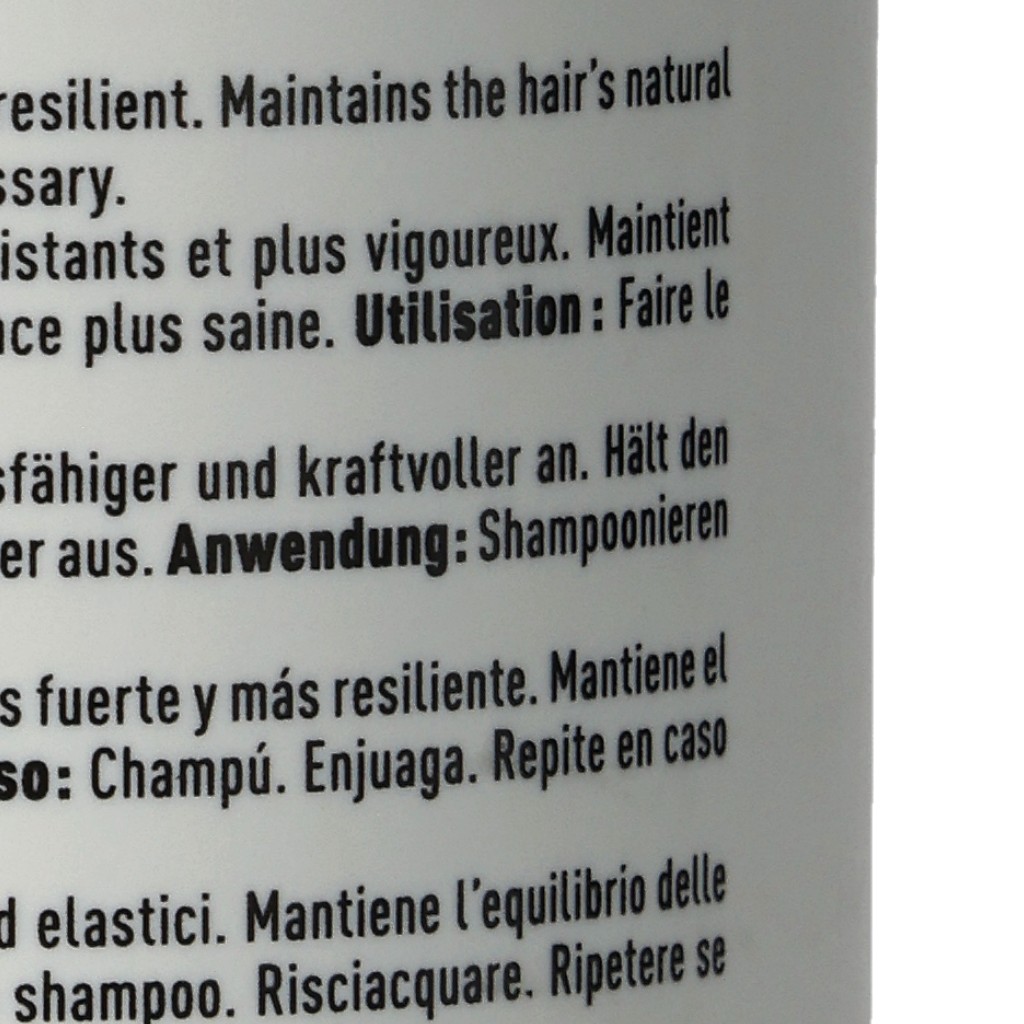 resilient. Maintains the hair's natural
ssary.
istants et plus vigoureux. Maintient
nce plus saine. Utilisation : Faire le
sfähiger und kraftvoller an. Hält den
er aus. Anwendung: Shampoonieren
s fuerte y más resiliente. Mantiene el
so: Champú. Enjuaga. Repite en caso
d elastici. Mantiene l'equilibrio delle
shampoo. Risciacquare. Ripetere se